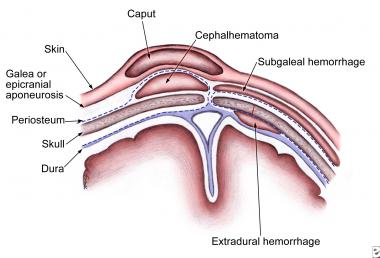 Caput
Cephalhematoma
Skin
Subgaleal hemorrhage
Galea or
epicranial
aponeurosis
Periosteum
Skull
Dura
Extradural hemorrhage